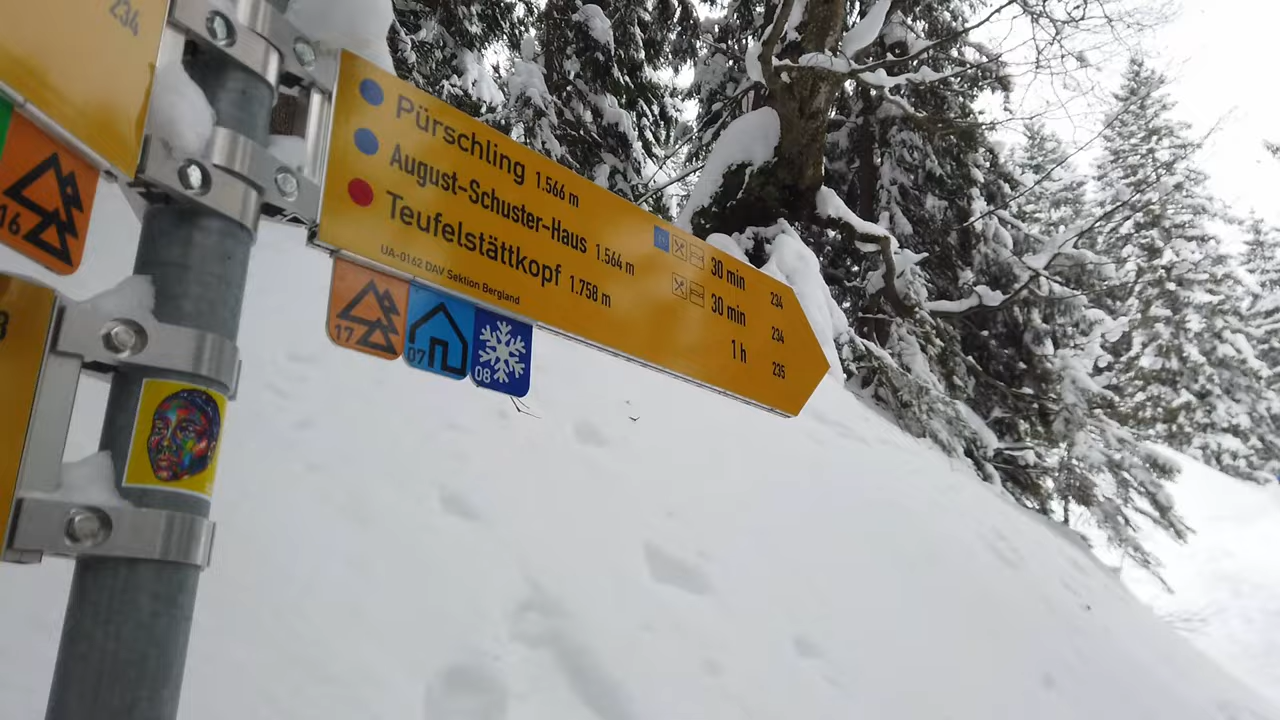 234
16
Pürschling 1.566 m 30 min 234
August-Schuster-Haus 1.564 m 30 min 234
Teufelstättkopf 1.758 m 1 h 235
UA-0162 DAV Sektion Bergland
17
07
08